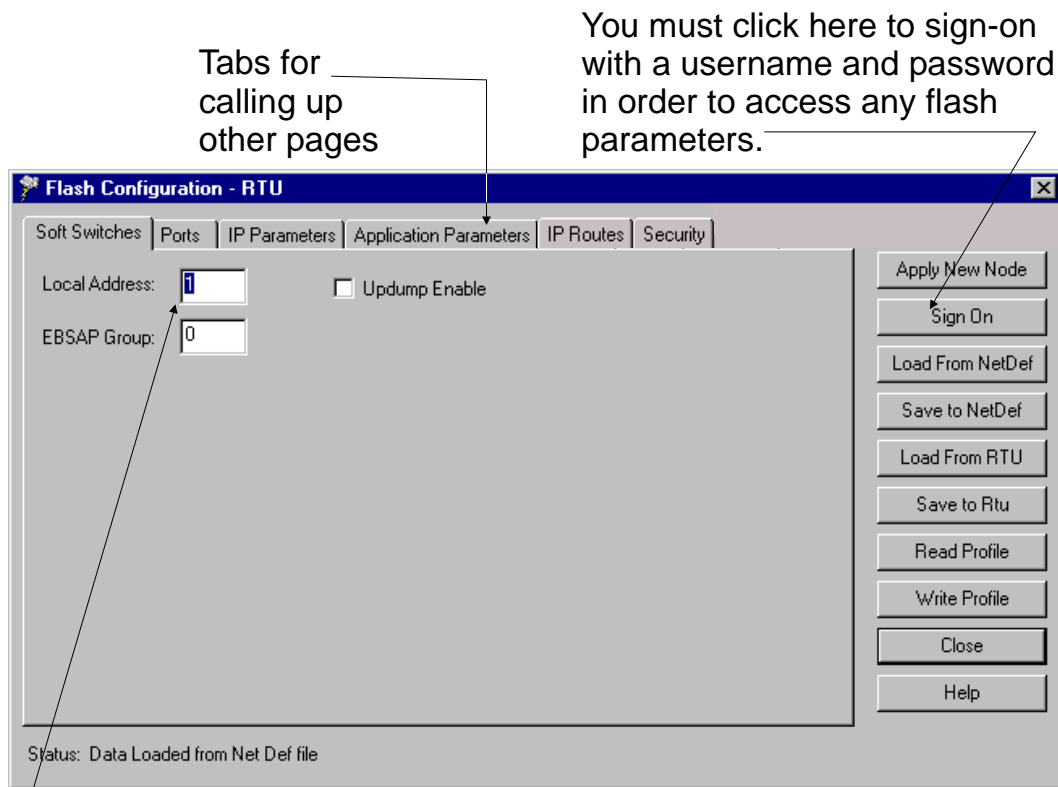 You must click here to sign-on
with a username and password
in order to access any flash
parameters.
Tabs for
calling up
other pages
Flash Configuration - RTU
Soft Switches Ports IP Parameters Application Parameters IP Routes Security
Local Address: 1
Updump Enable
EBSAP Group: 0
Apply New Node
Sign On
Load From NetDef
Save to NetDef
Load From RTU
Save to Rtu
Read Profile
Write Profile
Close
Help
Status: Data Loaded from Net Def file